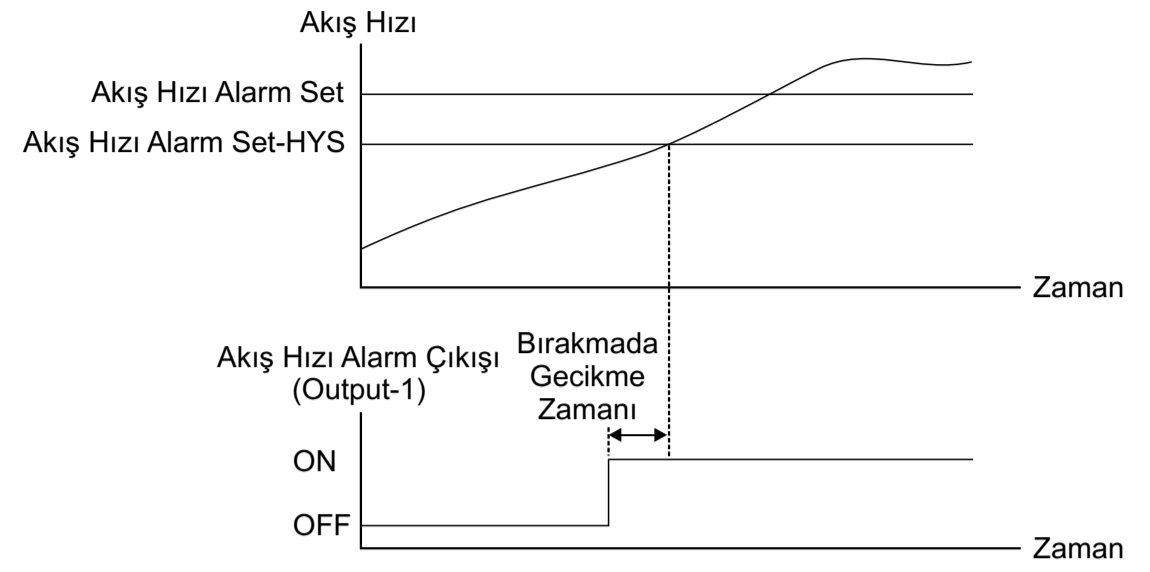 Akış Hızı
Akış Hızı Alarm Set
Akış Hızı Alarm Set-HYS
Zaman
Akış Hızı Alarm Çıkışı
(Output-1)
Bırakmada
Gecikme
Zamanı
ON
OFF
Zaman